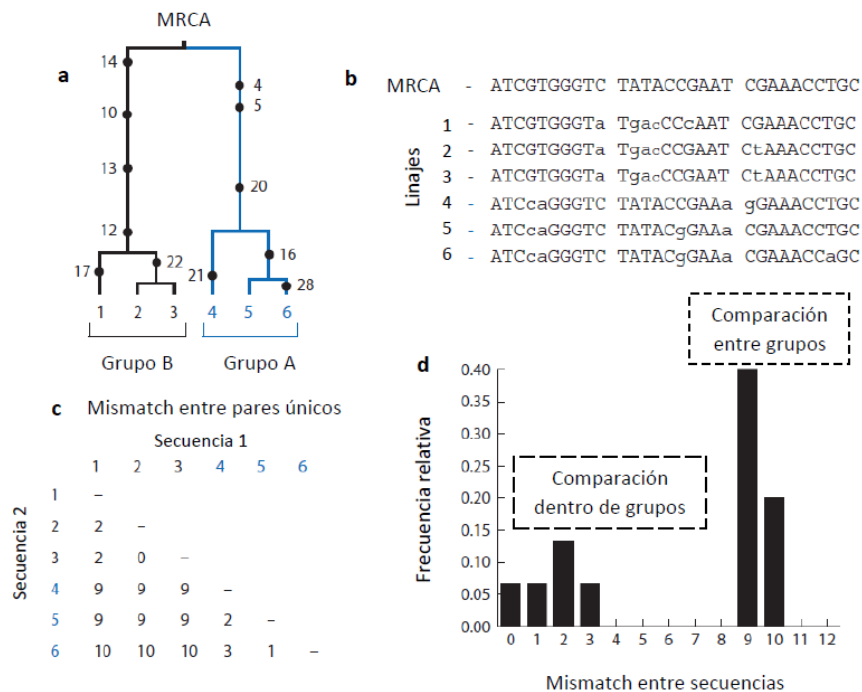 MRCA
a
14
10
13
12
17
22
4
5
20
16
21
28
1 2 3 4 5 6
Grupo B Grupo A
b
MRCA - ATCGTGGGTC TATACCGAAT CGAAACCTGC
Linajes
1 - ATCGTGGGTa TgacCCcAAT CGAAACCTGC
2 - ATCGTGGGTa TgacCCGAAT CtAAACCTGC
3 - ATCGTGGGTa TgacCCGAAT CtAAACCTGC
4 - ATCcaGGGTC TATACCGAAa gGAAACCTGC
5 - ATCcaGGGTC TATACgGAAa CGAAACCTGC
6 - ATCcaGGGTC TATACgGAAa CGAAACCaGC
c Mismatch entre pares únicos
Secuencia 1
1 2 3 4 5 6
Secuencia 2
1 –
2 2 –
3 2 0 –
4 9 9 9 –
5 9 9 9 2 –
6 10 10 10 3 1 –
d
Comparación
entre grupos
Comparación
dentro de grupos
Frecuencia relativa
0.40
0.35
0.30
0.25
0.20
0.15
0.10
0.05
0.00
0 1 2 3 4 5 6 7 8 9 10 11 12
Mismatch entre secuencias